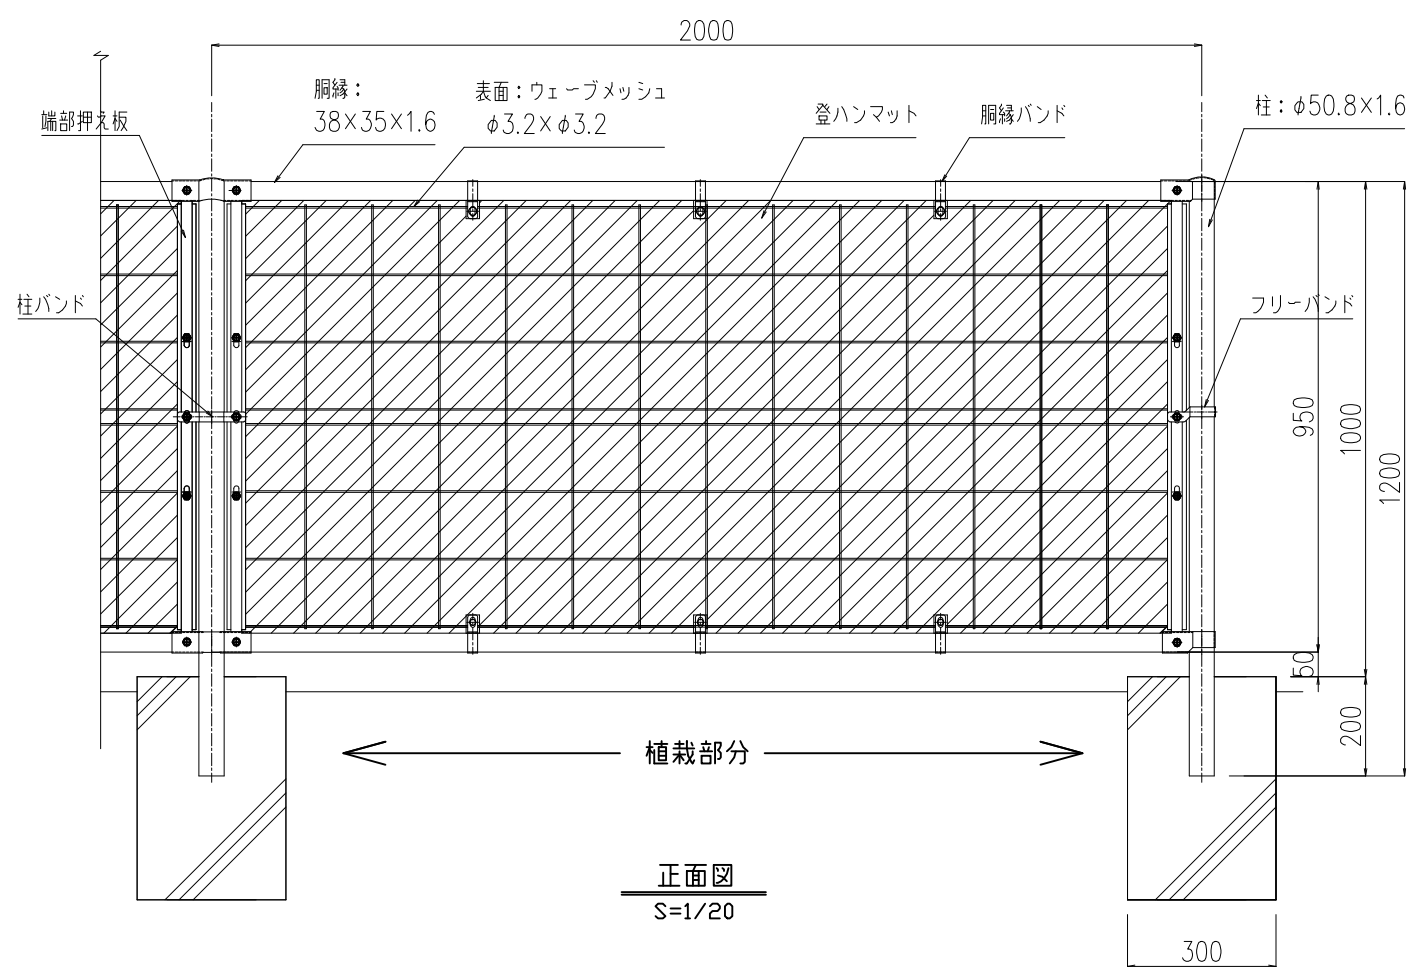 2000
胴縁：
38×35×1.6
表面：ウェーブメッシュ
φ3.2×φ3.2
端部押え板
登ハンマット
胴縁バンド
柱：φ50.8×1.6
柱バンド
フリーバンド
950
1000
1200
50
200
植栽部分
正面図
S=1/20
300